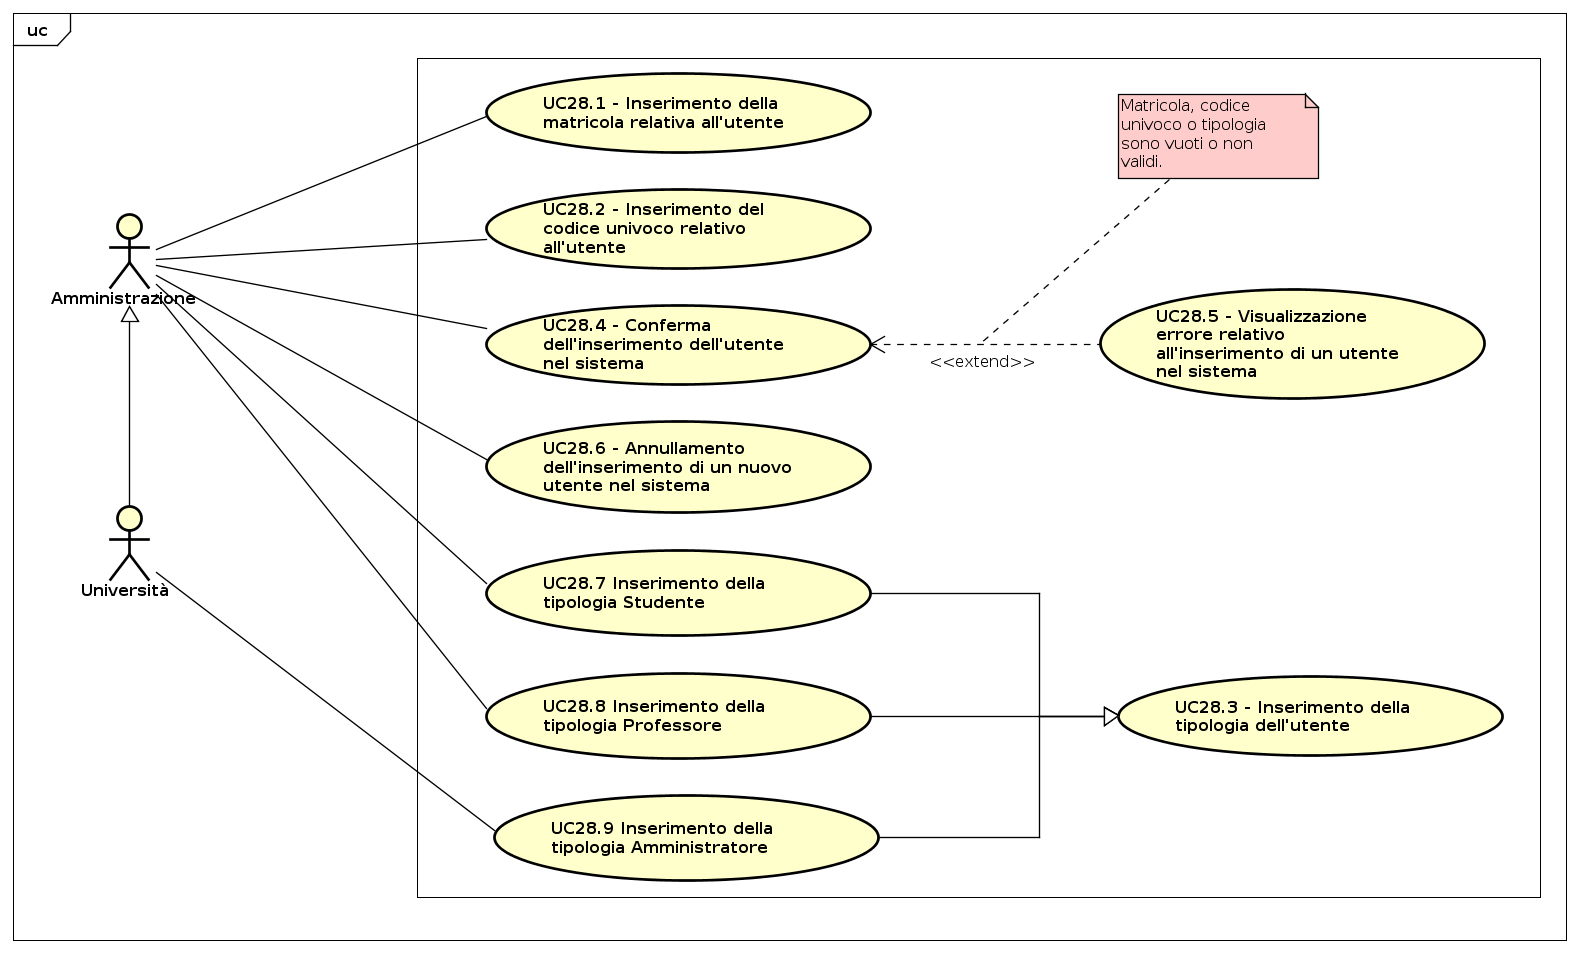 uc
UC28.1 - Inserimento della
matricola relativa all'utente
Matricola, codice
univoco o tipologia
sono vuoti o non
validi.
UC28.2 - Inserimento del
codice univoco relativo
all'utente
Amministrazione
UC28.4 - Conferma
dell'inserimento dell'utente
nel sistema
<<extend>>
UC28.5 - Visualizzazione
errore relativo
all'inserimento di un utente
nel sistema
UC28.6 - Annullamento
dell'inserimento di un nuovo
utente nel sistema
Università
UC28.7 Inserimento della
tipologia Studente
UC28.8 Inserimento della
tipologia Professore
UC28.3 - Inserimento della
tipologia dell'utente
UC28.9 Inserimento della
tipologia Amministratore